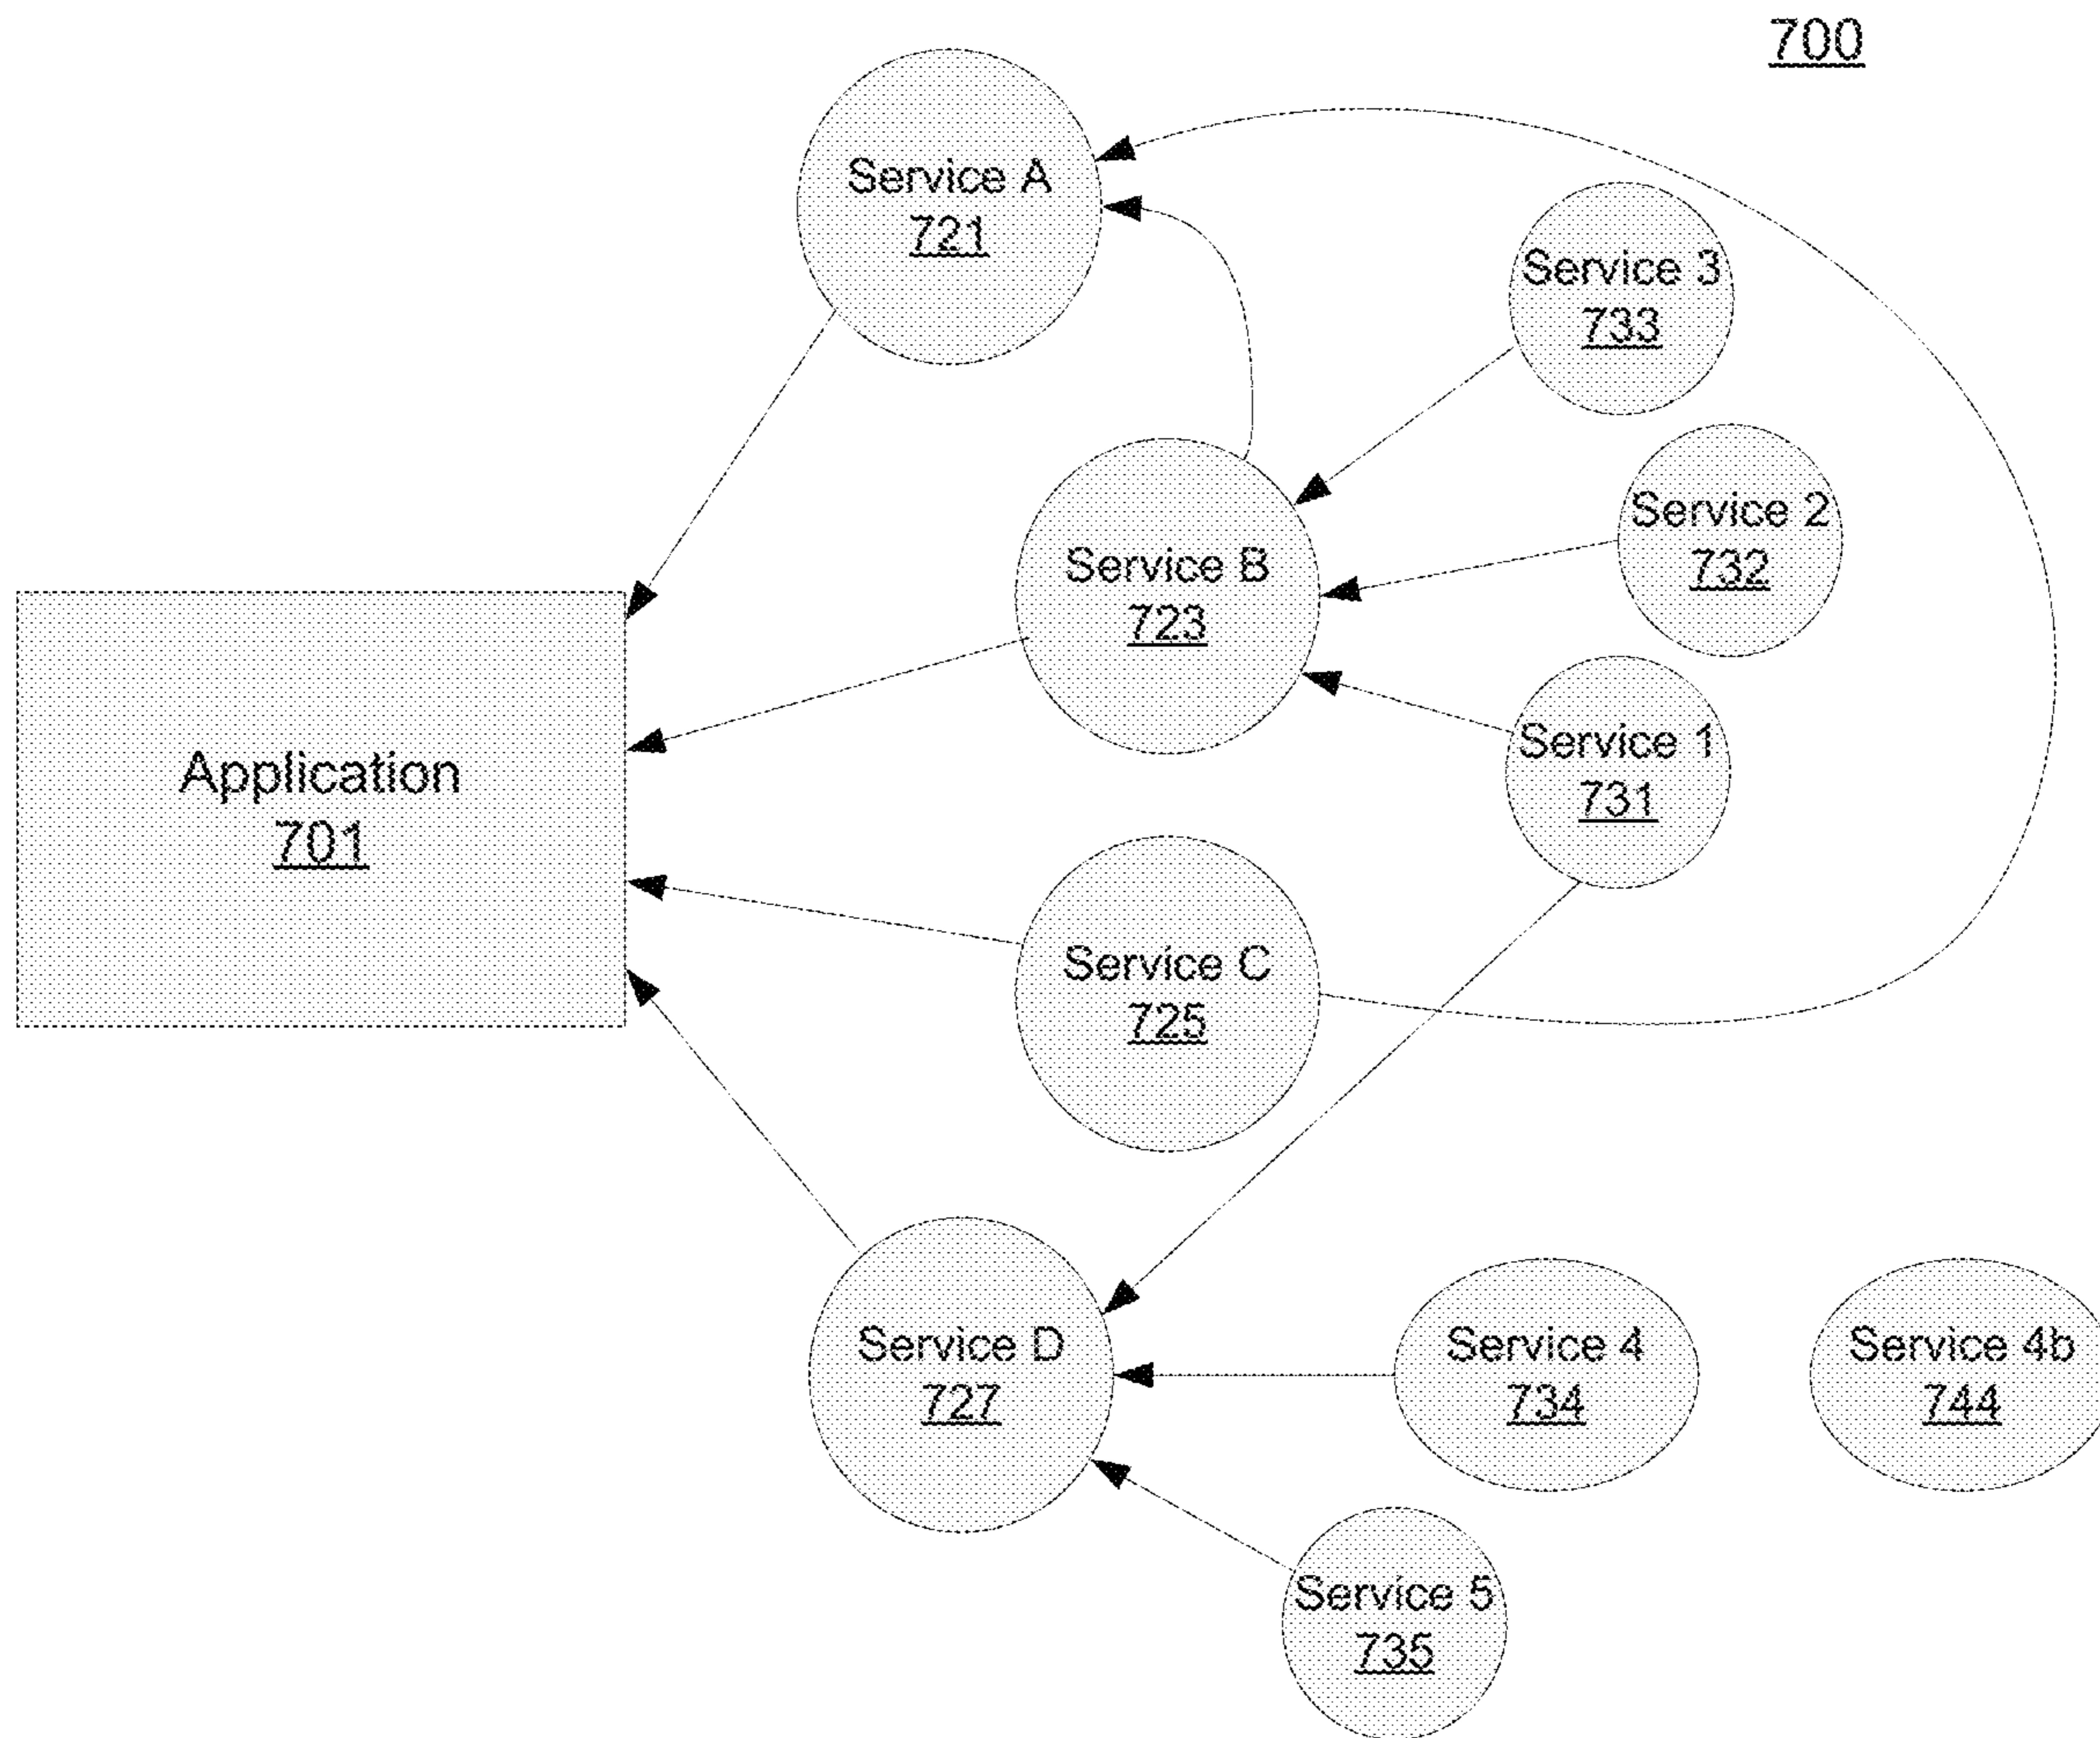 700
Service A
721
Service 3
733
Service 2
732
Service B
723
Service 1
731
Application
701
Service C
725
Service D
727
Service 4
734
Service 4b
744
Service 5
735